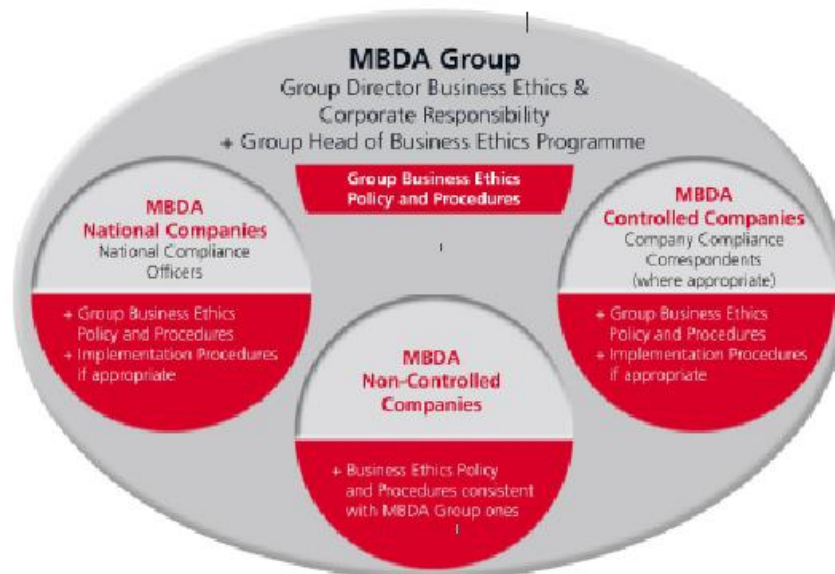 MBDA Group
Group Director Business Ethics &
Corporate Responsibility
+ Group Head of Business Ethics Programme
Group Business Ethics
Policy and Procedures
MBDA
National Companies
National Compliance
Officers
+ Group Business Ethics
Policy and Procedures
+ Implementation Procedures
if appropriate
MBDA
Non-Controlled
Companies
+ Business Ethics Policy
and Procedures consistent
with MBDA Group ones
MBDA
Controlled Companies
Company Compliance
Correspondents
(where appropriate)
+ Group Business Ethics
Policy and Procedures
+ Implementation Procedures
if appropriate